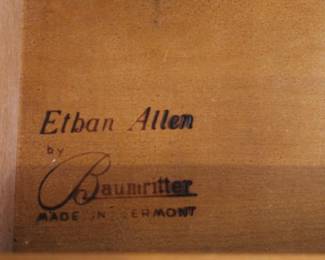 Ethan Allen
by
Baumritter
MADE IN VERMONT